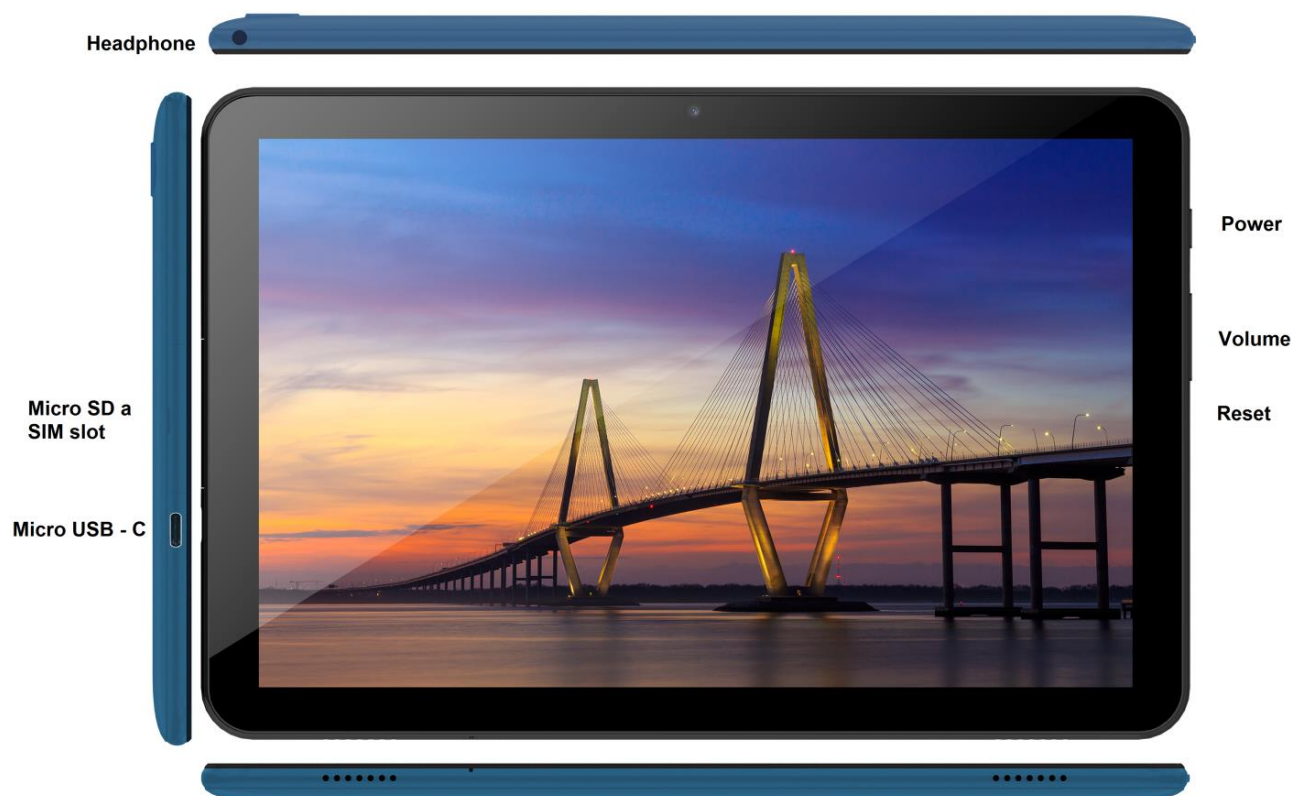 Headphone
Power
Volume
Micro SD a
SIM slot
Reset
Micro USB - C